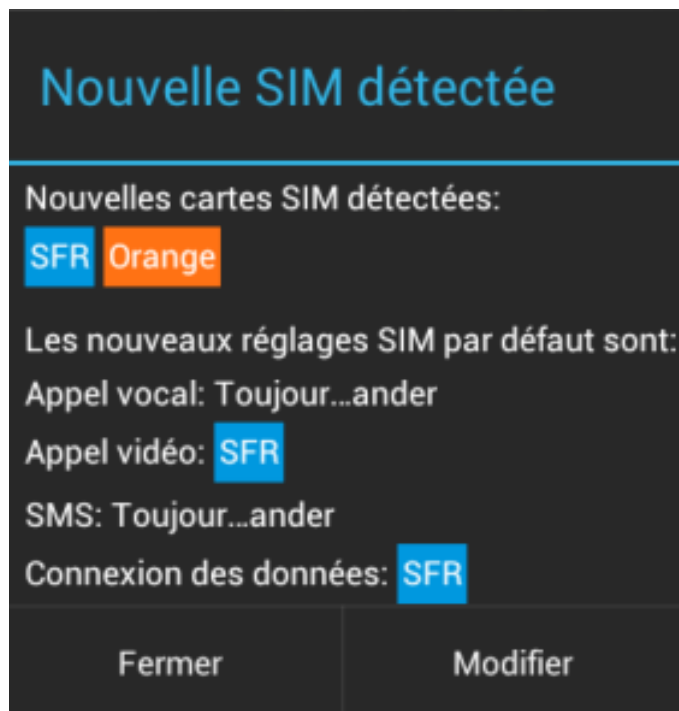 Nouvelle SIM détectée
Nouvelles cartes SIM détectées:
SFR Orange
Les nouveaux réglages SIM par défaut sont:
Appel vocal: Toujour...ander
Appel vidéo: SFR
SMS: Toujour...ander
Connexion des données: SFR
Fermer Modifier